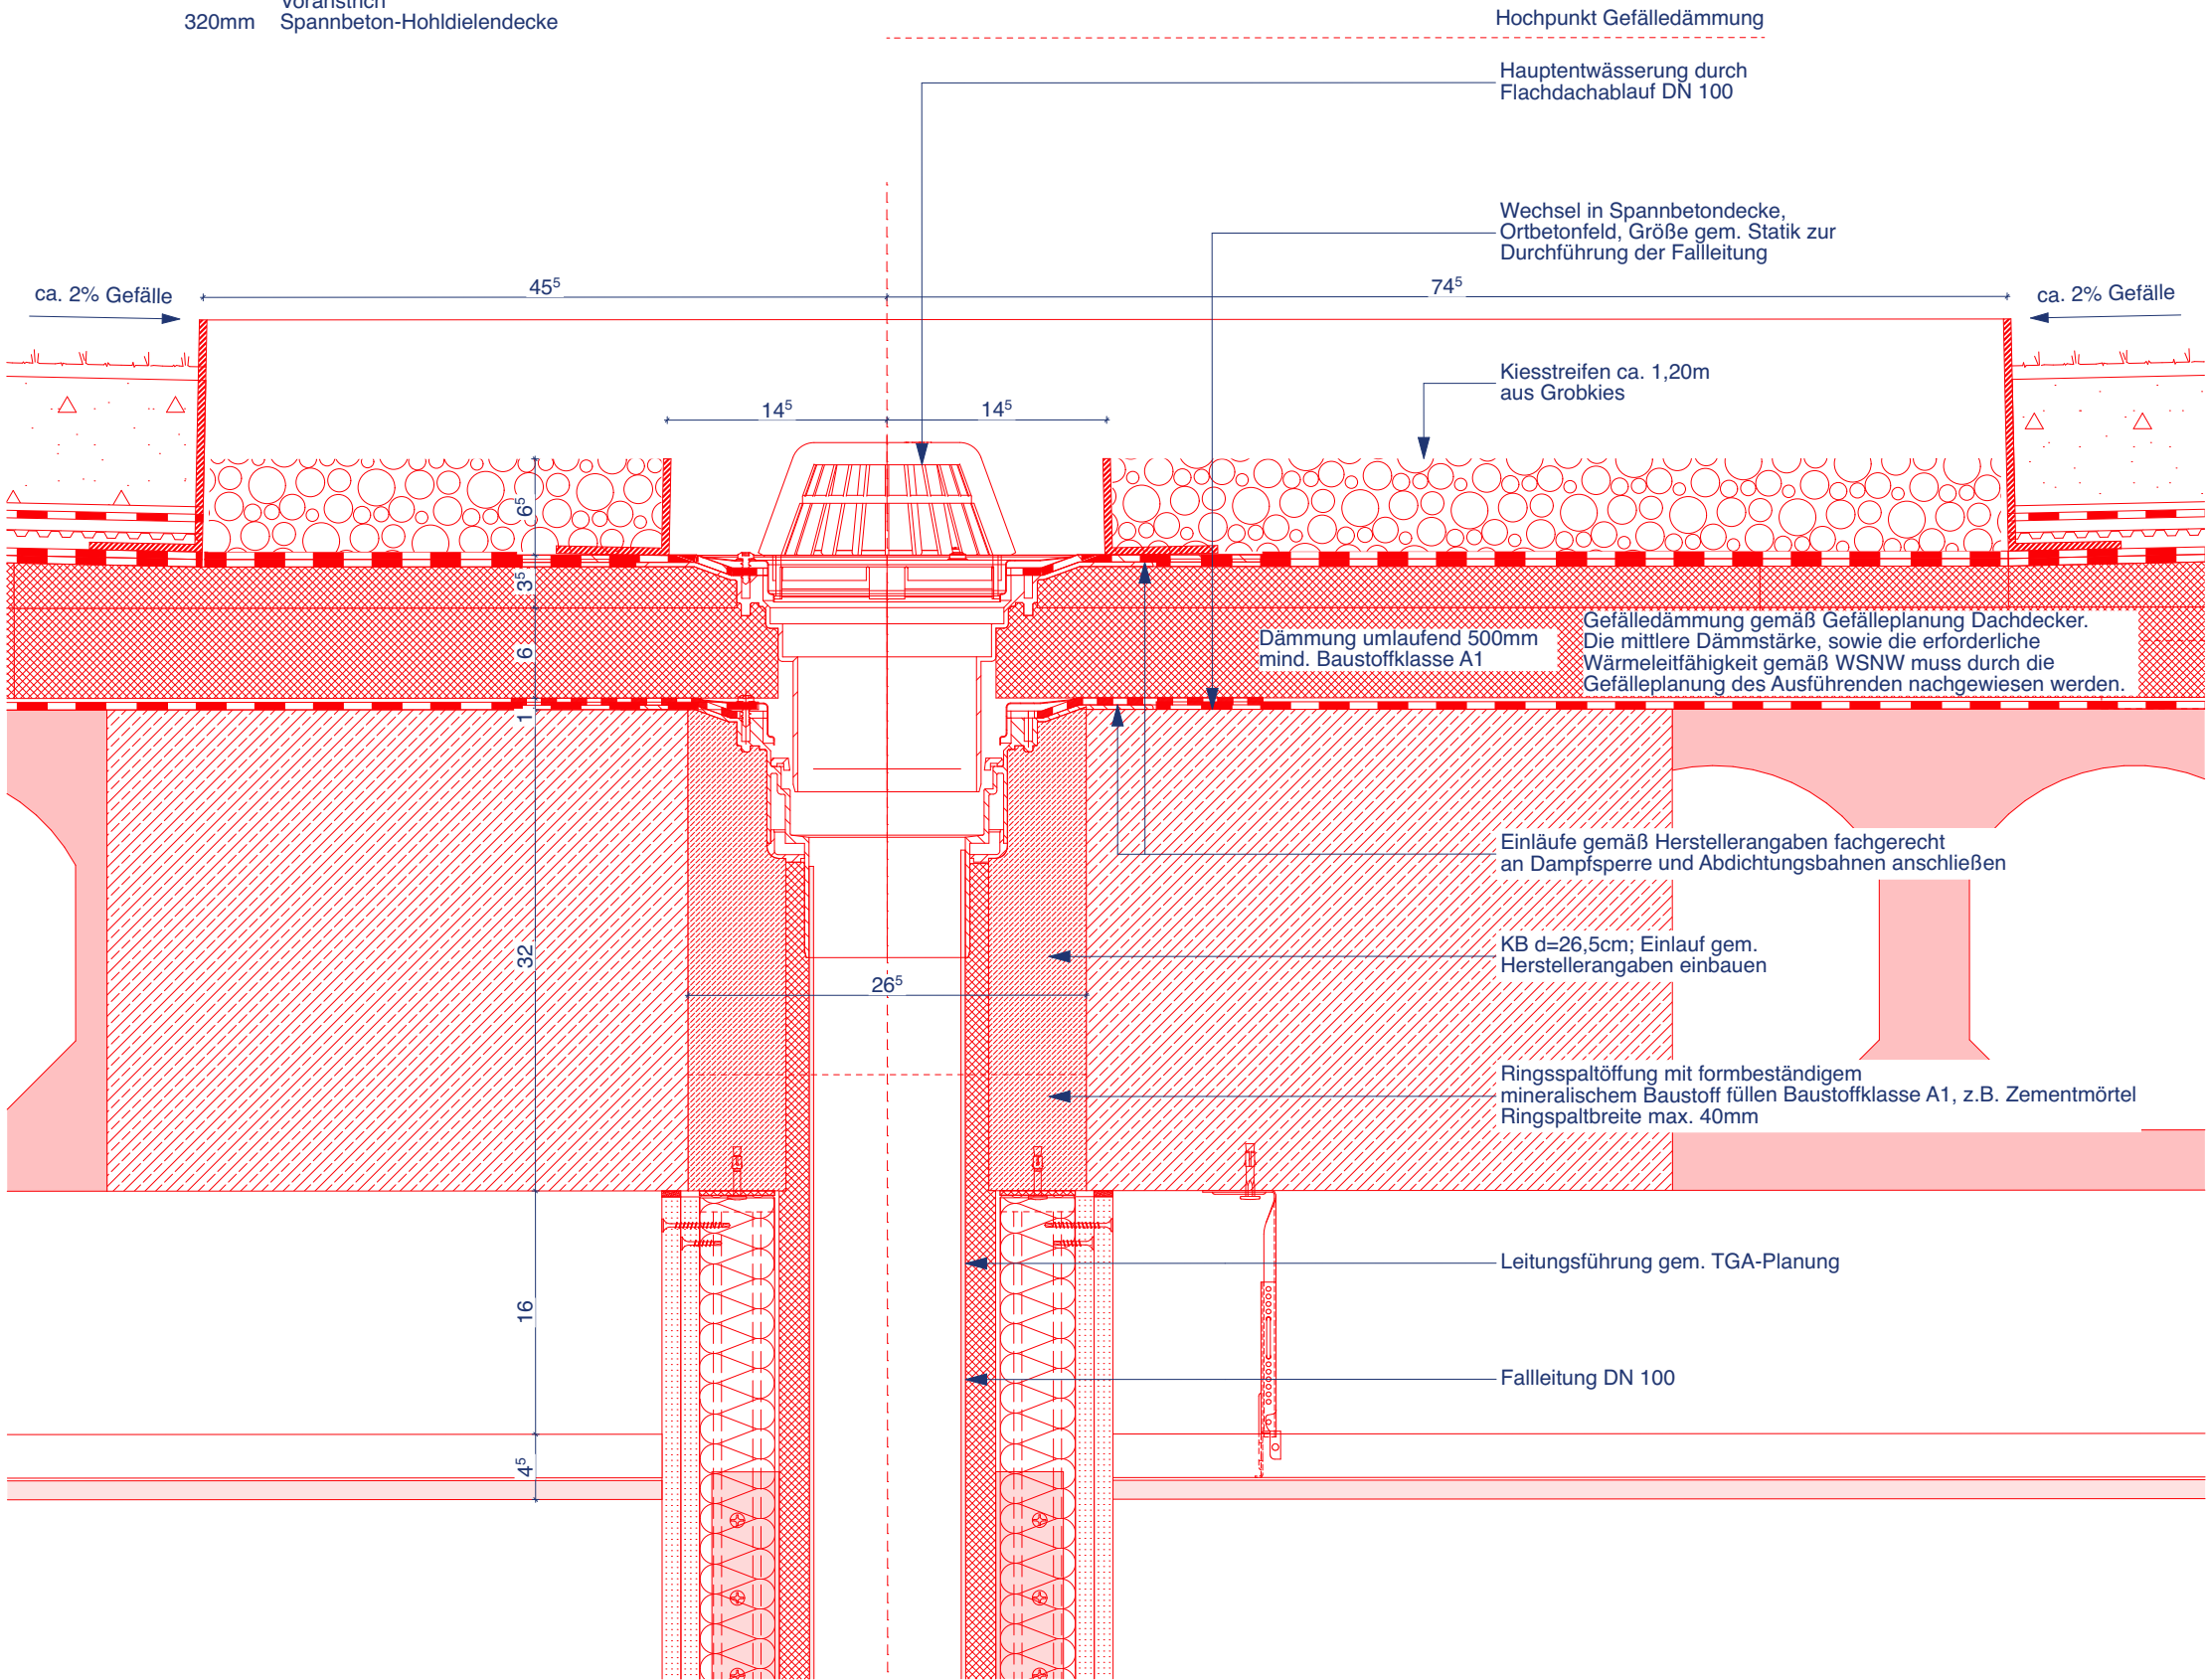 Voranstrich
320mm Spannbeton-Hohldielendecke
Hochpunkt Gefälledämmung
Hauptentwässerung durch
Flachdachablauf DN 100
Wechsel in Spannbetondecke,
Ortbetonfeld, Größe gem. Statik zur
Durchführung der Fallleitung
ca. 2% Gefälle
45⁵
74⁵
ca. 2% Gefälle
Kiesstreifen ca. 1,20m
aus Grobkies
14⁵
14⁵
6⁵
3⁵
6
1
Dämmung umlaufend 500mm
mind. Baustoffklasse A1
Gefälledämmung gemäß Gefälleplanung Dachdecker.
Die mittlere Dämmstärke, sowie die erforderliche
Wärmeleitfähigkeit gemäß WSNW muss durch die
Gefälleplanung des Ausführenden nachgewiesen werden.
Einläufe gemäß Herstellerangaben fachgerecht
an Dampfsperre und Abdichtungsbahnen anschließen
32
KB d=26,5cm; Einlauf gem.
Herstellerangaben einbauen
26⁵
Ringsspaltöffung mit formbeständigem
mineralischem Baustoff füllen Baustoffklasse A1, z.B. Zementmörtel
Ringspaltbreite max. 40mm
Leitungsführung gem. TGA-Planung
16
Fallleitung DN 100
4⁵